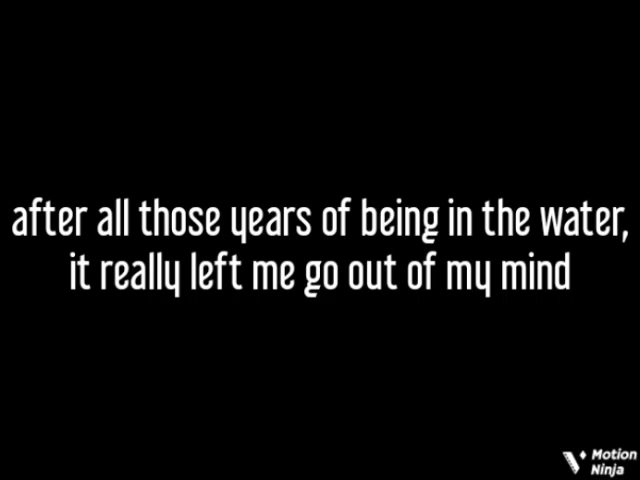 after all those years of being in the water,
it really left me go out of my mind
Motion
Ninja